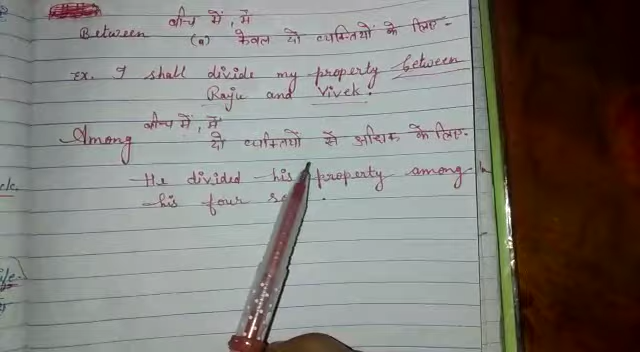 बीच में, में
Between (a) केवल दो व्यक्तियों के लिए -
Ex. I shall divide my property between
Raju and Vivek.
बीच में, में
Among दो व्यक्तियों से अधिक के लिए -
He divided his property among
his four